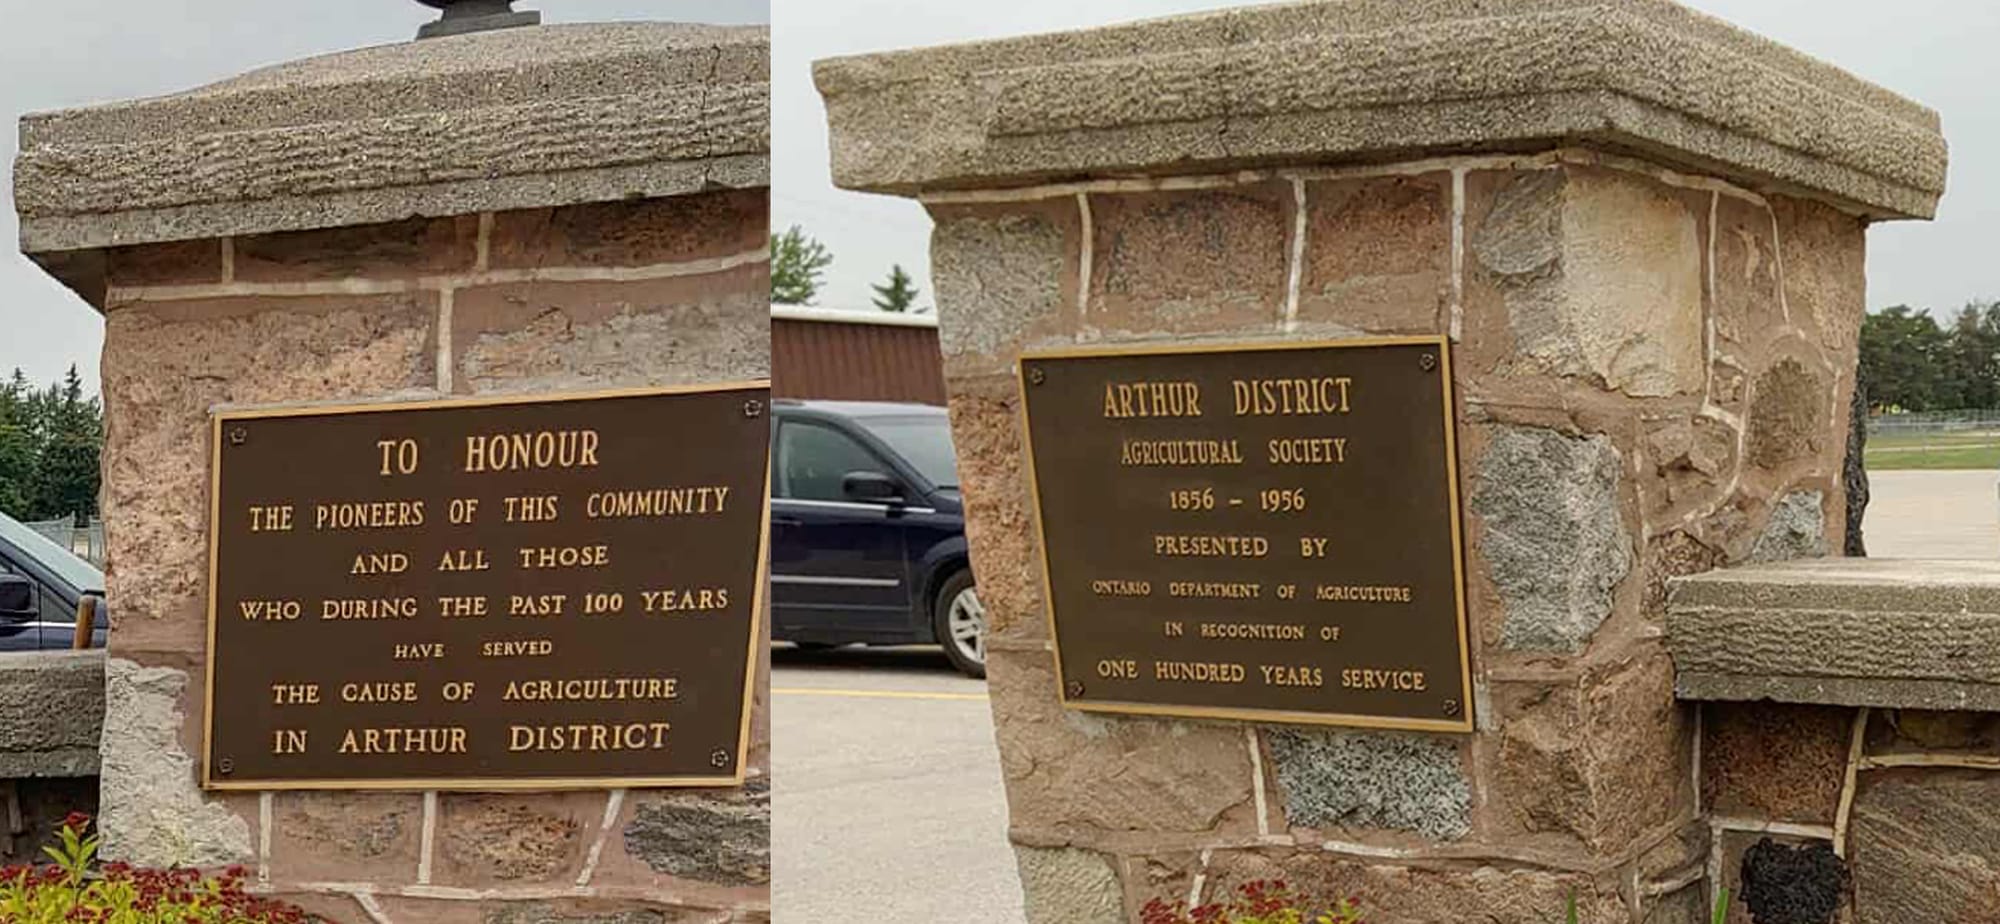 TO HONOUR
THE PIONEERS OF THIS COMMUNITY
AND ALL THOSE
WHO DURING THE PAST 100 YEARS
HAVE SERVED
THE CAUSE OF AGRICULTURE
IN ARTHUR DISTRICT
ARTHUR DISTRICT
AGRICULTURAL SOCIETY
1856 – 1956
PRESENTED BY
ONTARIO DEPARTMENT OF AGRICULTURE
IN RECOGNITION OF
ONE HUNDRED YEARS SERVICE